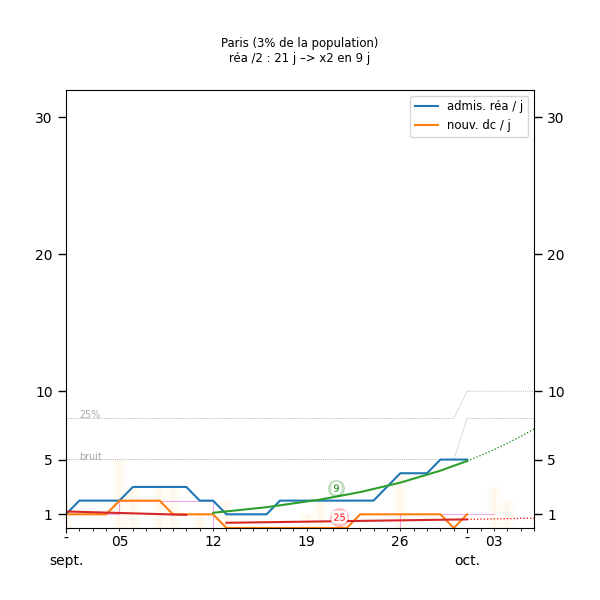 Paris (3% de la population)
réa /2 : 21 j –> x2 en 9 j
admis. réa / j
nouv. dc / j
30 30
20 20
10 10
25%
5 5
bruit
9
25
1 1
- 05 12 19 26 - 03
sept. oct.